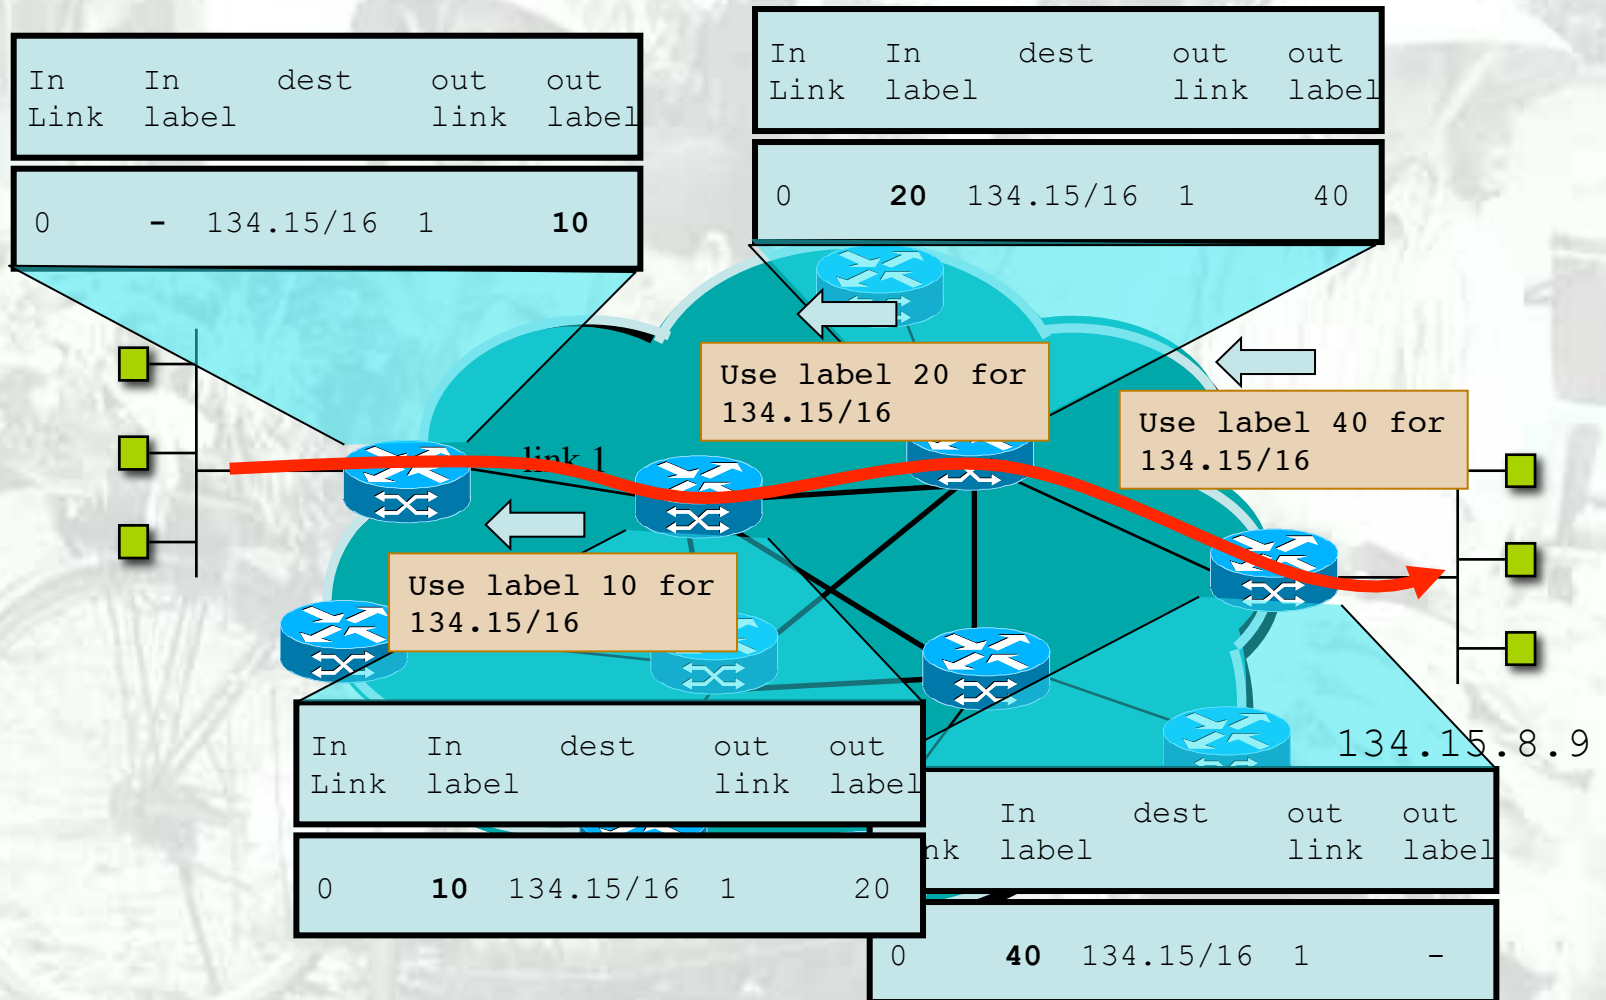 In In dest out out
Link label link label
0 - 134.15/16 1 10
In In dest out out
Link label link label
0 20 134.15/16 1 40
Use label 20 for
134.15/16
Use label 40 for
134.15/16
link 1
Use label 10 for
134.15/16
134.15.8.9
In In dest out out
Link label link label
0 10 134.15/16 1 20
In dest out out
nk label link label
0 40 134.15/16 1 -